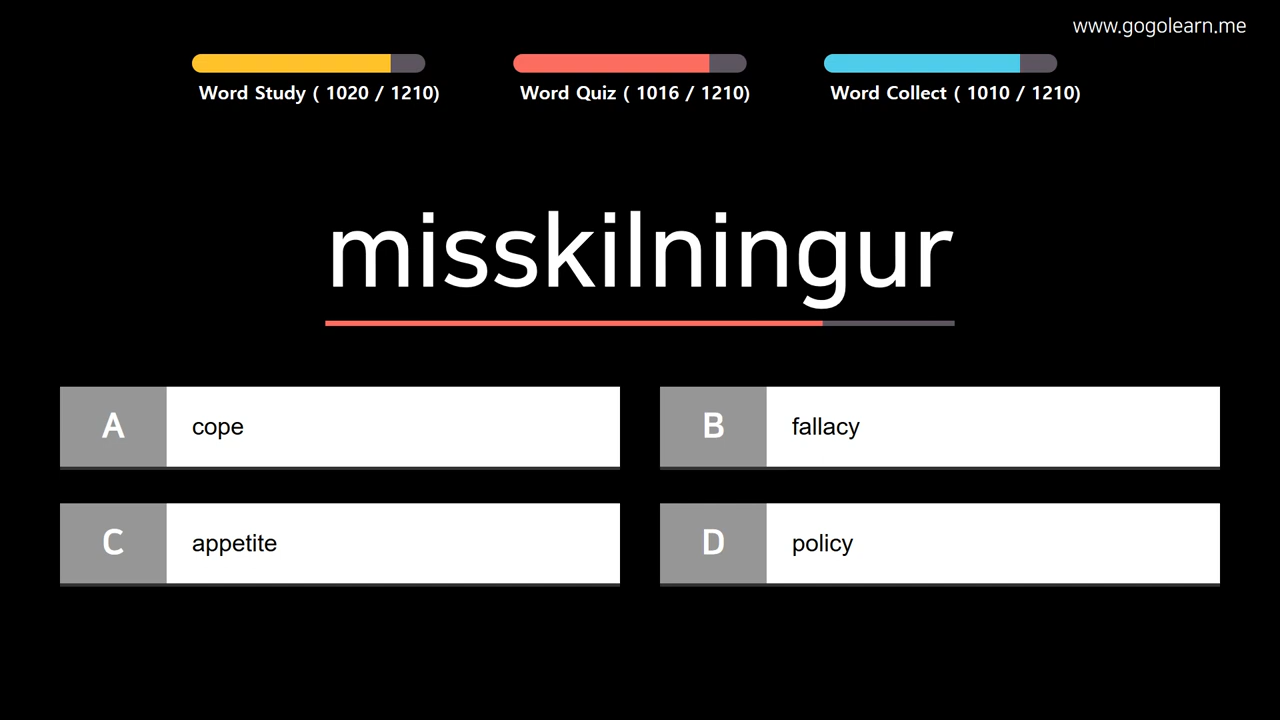 www.gogolearn.me
Word Study ( 1020 / 1210)
Word Quiz ( 1016 / 1210)
Word Collect ( 1010 / 1210)
misskilningur
A cope
B fallacy
C appetite
D policy